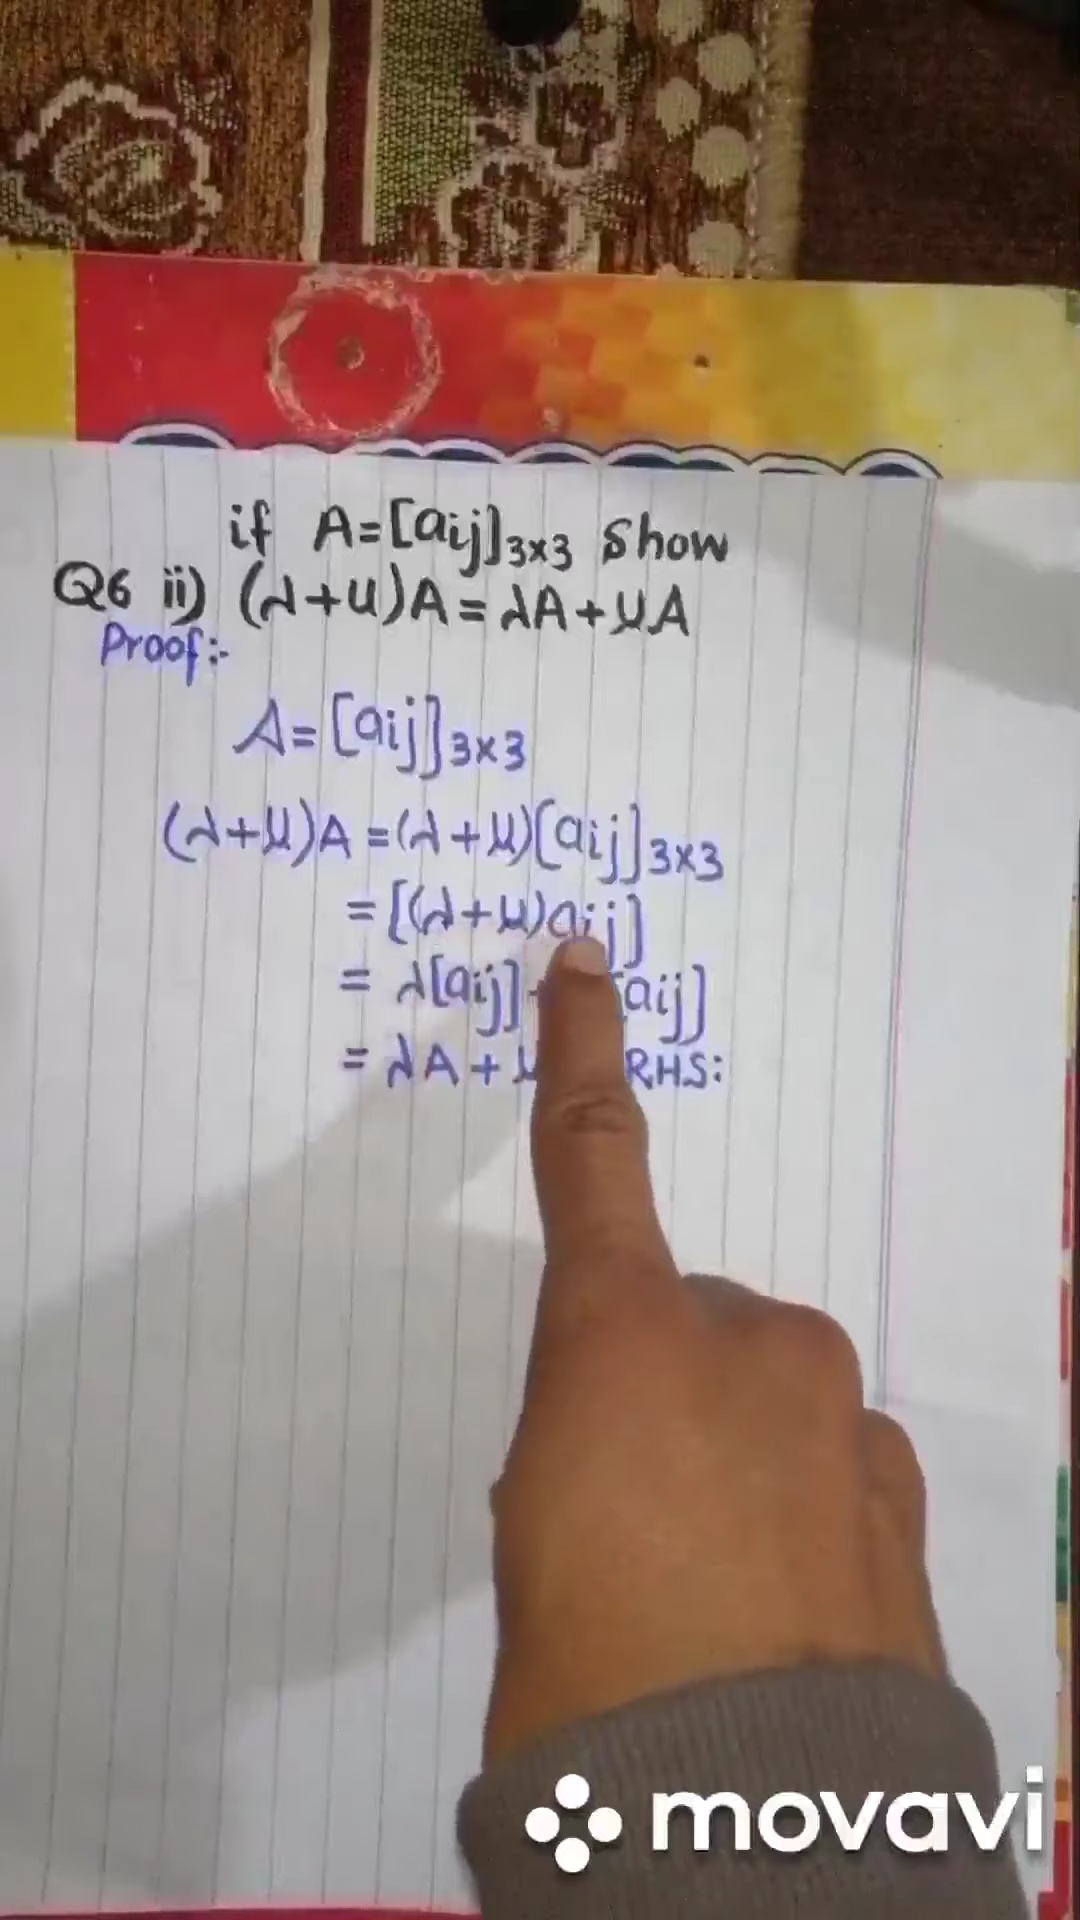 if A=[aij]3×3 Show
Q6 ii) (λ+u)A=λA+μA
Proof:-
A=[aij]3×3
(λ+μ)A=(λ+μ)[aij]3×3
=[(λ+μ)aij]
= λ[aij] [aij]
= λA+μ RHS:
movavi